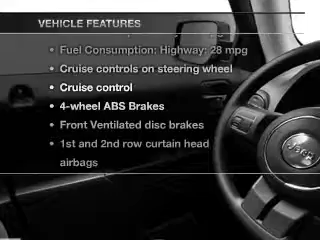 VEHICLE FEATURES
• Fuel Consumption: Highway: 28 mpg
• Cruise controls on steering wheel
• Cruise control
• 4-wheel ABS Brakes
• Front Ventilated disc brakes
• 1st and 2nd row curtain head
airbags
Jeep